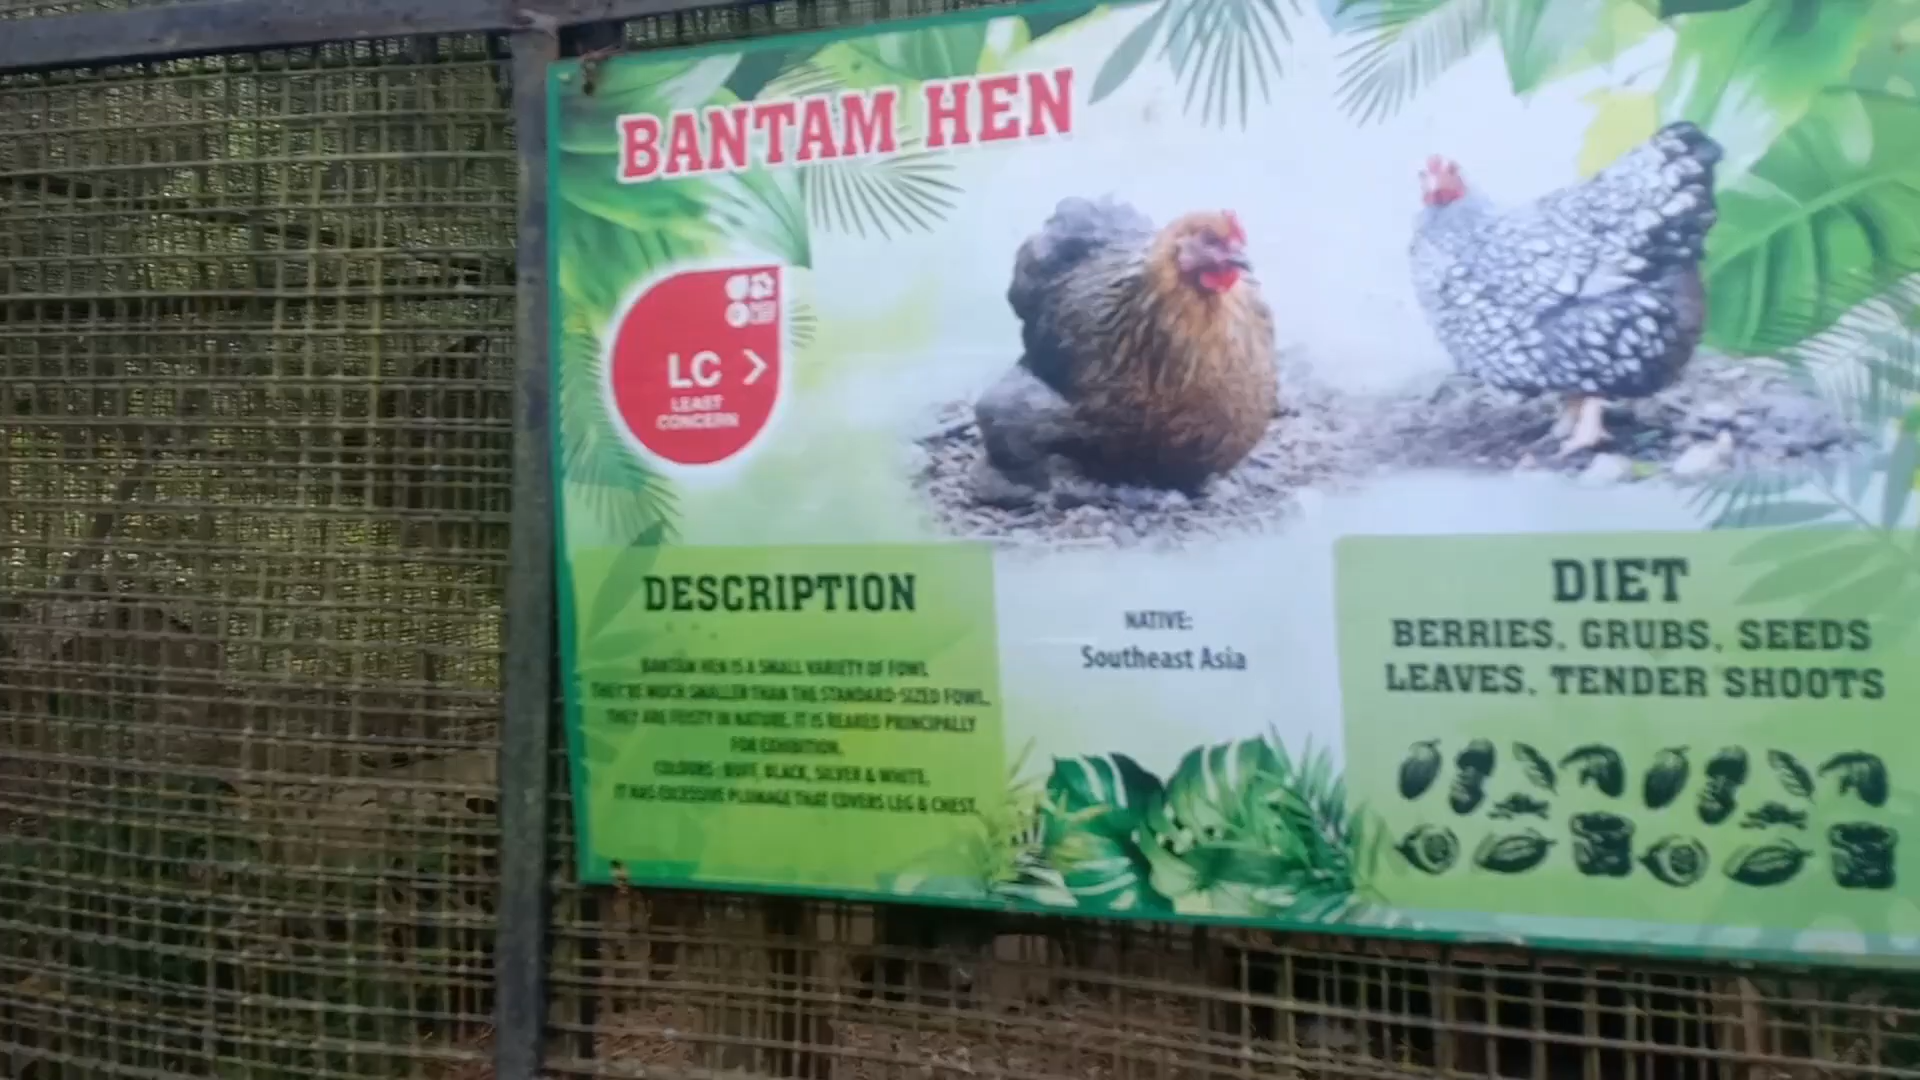 BANTAM HEN
LC >
LEAST
CONCERN
DESCRIPTION
BANTAM HEN IS A SMALL VARIETY OF FOWL.
THEY'RE MUCH SMALLER THAN THE STANDARD-SIZED FOWL.
THEY ARE FEISTY IN NATURE. IT IS REARED PRINCIPALLY
FOR EXHIBITION.
COLOURS : BUFF, BLACK, SILVER & WHITE.
IT HAS EXCESSIVE PLUMAGE THAT COVERS LEG & CHEST.
NATIVE:
Southeast Asia
DIET
BERRIES, GRUBS, SEEDS
LEAVES, TENDER SHOOTS